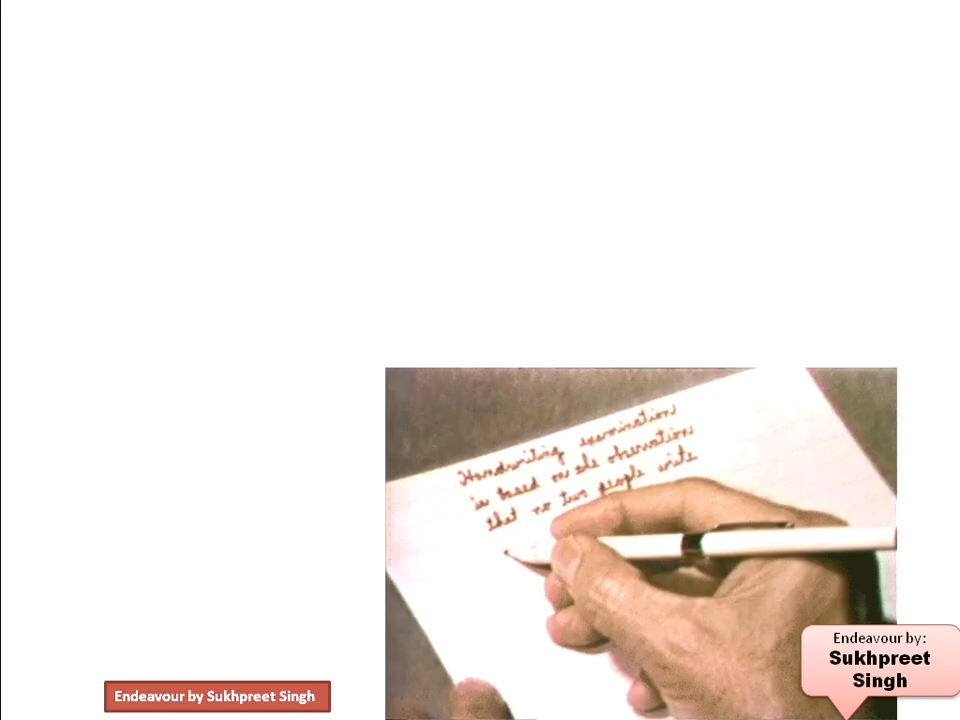 Handwriting examination
is based on the observation
that no two people write
Endeavour by:
Sukhpreet
Singh
Endeavour by Sukhpreet Singh